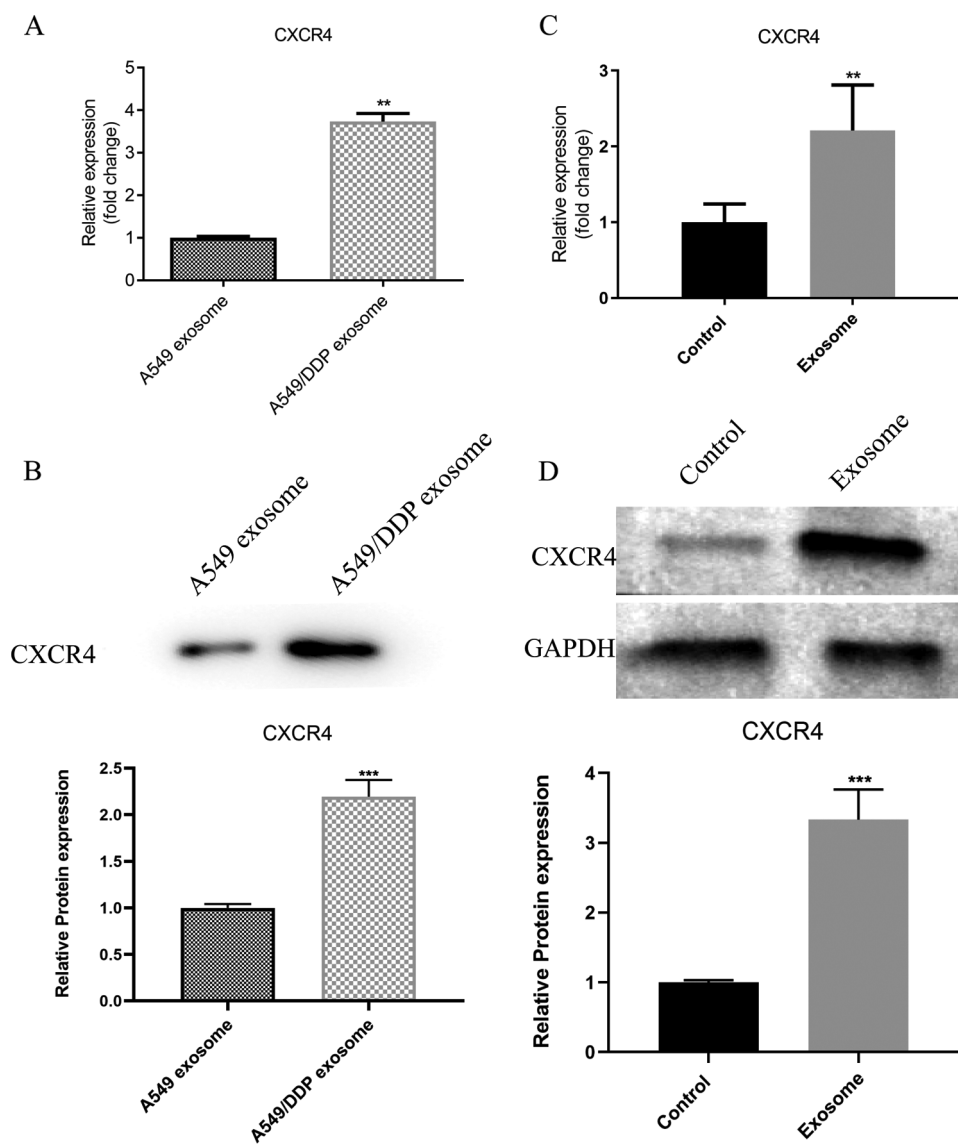 A
CXCR4
Relative expression
(fold change)
5
4
3
2
1
0
**
A549 exosome
A549/DDP exosome
C
CXCR4
Relative expression
(fold change)
3
2
1
0
**
Control
Exosome
B
A549 exosome
A549/DDP exosome
CXCR4
CXCR4
Relative Protein expression
2.5
2.0
1.5
1.0
0.5
0.0
***
A549 exosome
A549/DDP exosome
D
Control
Exosome
CXCR4
GAPDH
CXCR4
Relative Protein expression
4
3
2
1
0
***
Control
Exosome